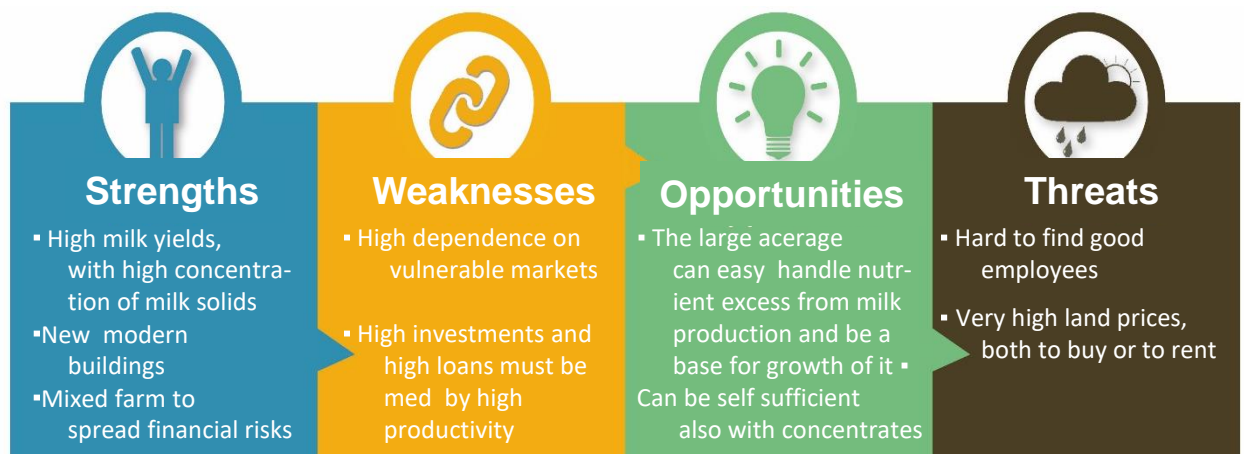 Strengths
▪ High milk yields,
with high concentra-
tion of milk solids
▪New modern
buildings
▪Mixed farm to
spread financial risks
Weaknesses
▪ High dependence on
vulnerable markets
▪ High investments and
high loans must be
med by high
productivity
Opportunities
▪ The large acerage
can easy handle nutr-
ient excess from milk
production and be a
base for growth of it ▪
Can be self sufficient
also with concentrates
Threats
▪ Hard to find good
employees
▪ Very high land prices,
both to buy or to rent